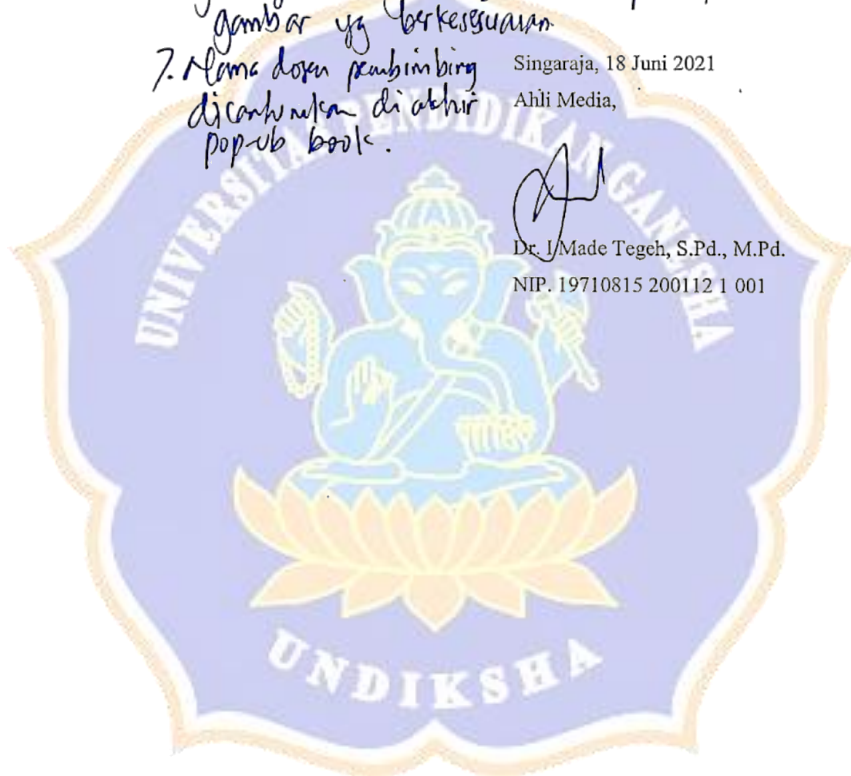 gambar yg berkesesuaian
7. Nama dosen pembimbing
dicantumkan di akhir
pop-up book.
Singaraja, 18 Juni 2021
Ahli Media,
Dr. I Made Tegeh, S.Pd., M.Pd.
NIP. 19710815 200112 1 001
UNIVERSITAS PENDIDIKAN GANESHA
UNDIKSHA